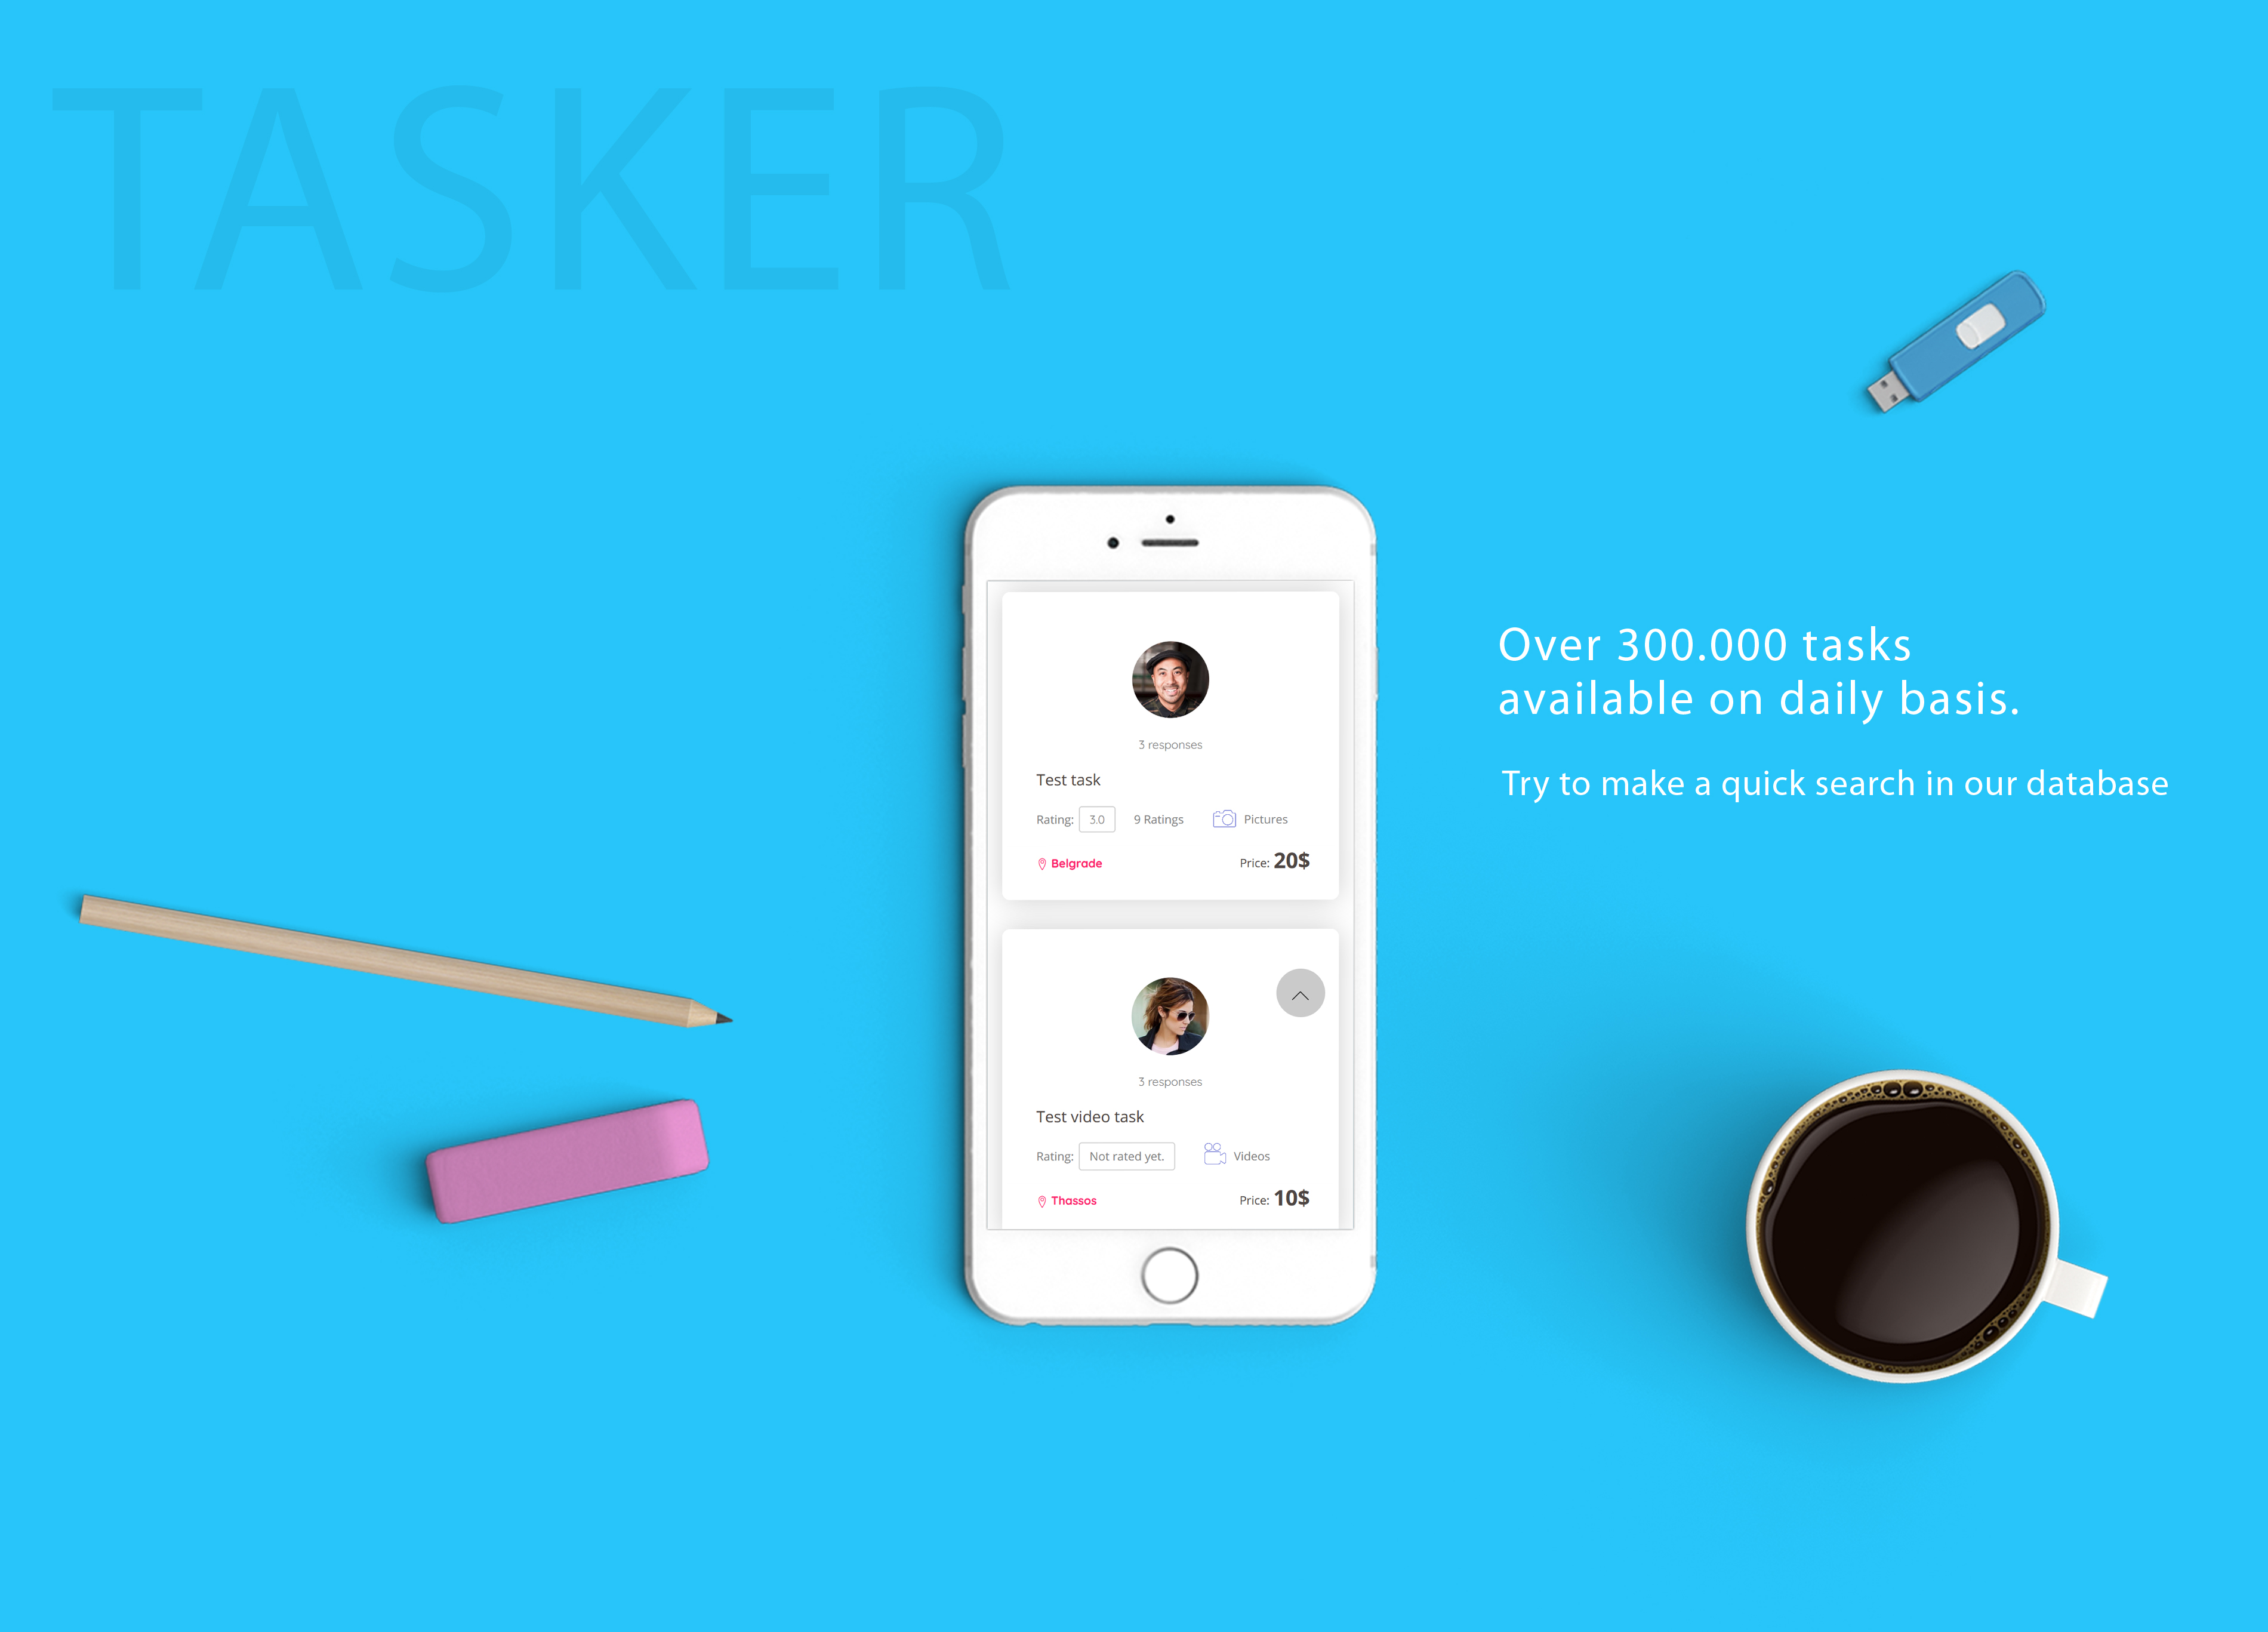 TASKER
3 responses
Test task
Rating: 3.0 9 Ratings Pictures
Belgrade Price: 20$
3 responses
Test video task
Rating: Not rated yet. Videos
Thassos Price: 10$
Over 300.000 tasks
available on daily basis.
Try to make a quick search in our database